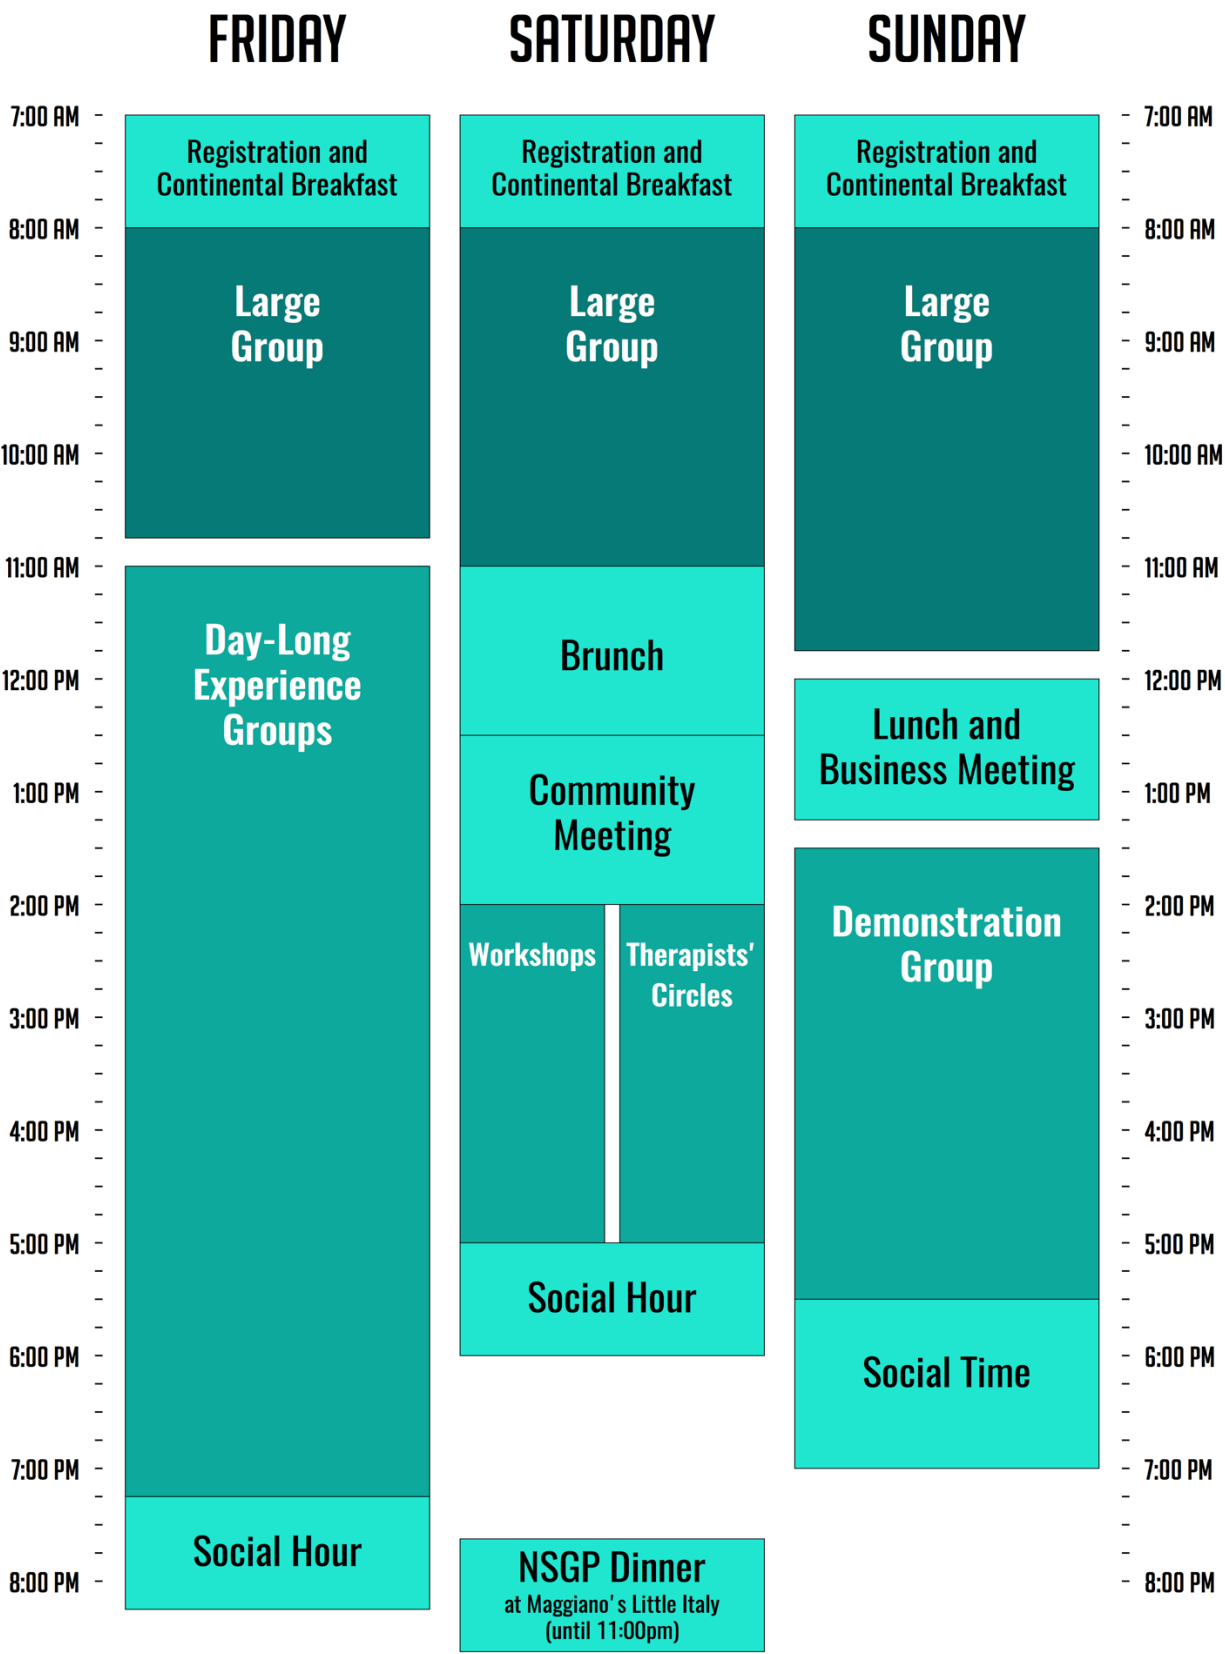 FRIDAY
SATURDAY
SUNDAY
7:00 AM
8:00 AM
9:00 AM
10:00 AM
11:00 AM
12:00 PM
1:00 PM
2:00 PM
3:00 PM
4:00 PM
5:00 PM
6:00 PM
7:00 PM
8:00 PM
Registration and
Continental Breakfast
Large
Group
Day-Long
Experience
Groups
Social Hour
Registration and
Continental Breakfast
Large
Group
Brunch
Community
Meeting
Workshops
Therapists'
Circles
Social Hour
NSGP Dinner
at Maggiano's Little Italy
(until 11:00pm)
Registration and
Continental Breakfast
Large
Group
Lunch and
Business Meeting
Demonstration
Group
Social Time
7:00 AM
8:00 AM
9:00 AM
10:00 AM
11:00 AM
12:00 PM
1:00 PM
2:00 PM
3:00 PM
4:00 PM
5:00 PM
6:00 PM
7:00 PM
8:00 PM